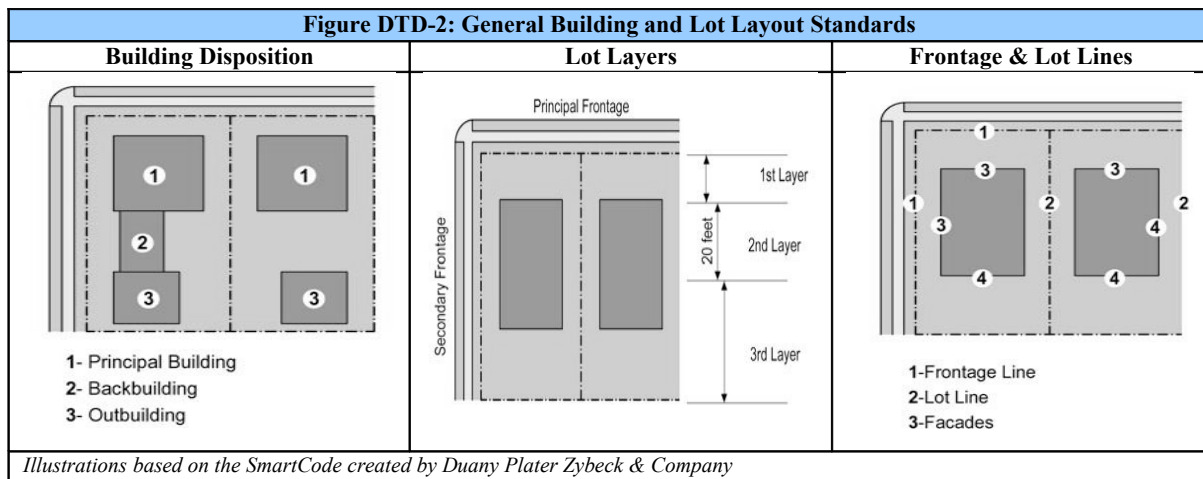 Figure DTD-2: General Building and Lot Layout Standards
Building Disposition
Lot Layers
Frontage & Lot Lines
1
1
2
3
3
1- Principal Building
2- Backbuilding
3- Outbuilding
Principal Frontage
Secondary Frontage
1st Layer
20 feet
2nd Layer
3rd Layer
1
3
3
1
3
2
4
2
4
4
1-Frontage Line
2-Lot Line
3-Facades
Illustrations based on the SmartCode created by Duany Plater Zybeck & Company